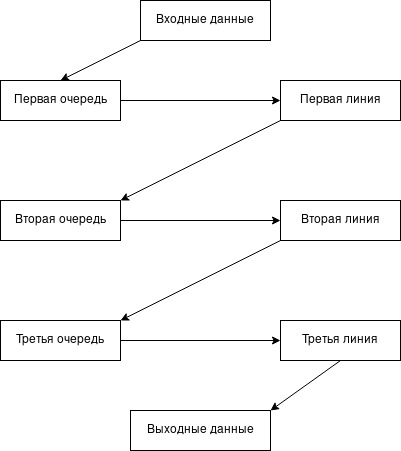 Входные данные
Первая очередь
Первая линия
Вторая очередь
Вторая линия
Третья очередь
Третья линия
Выходные данные